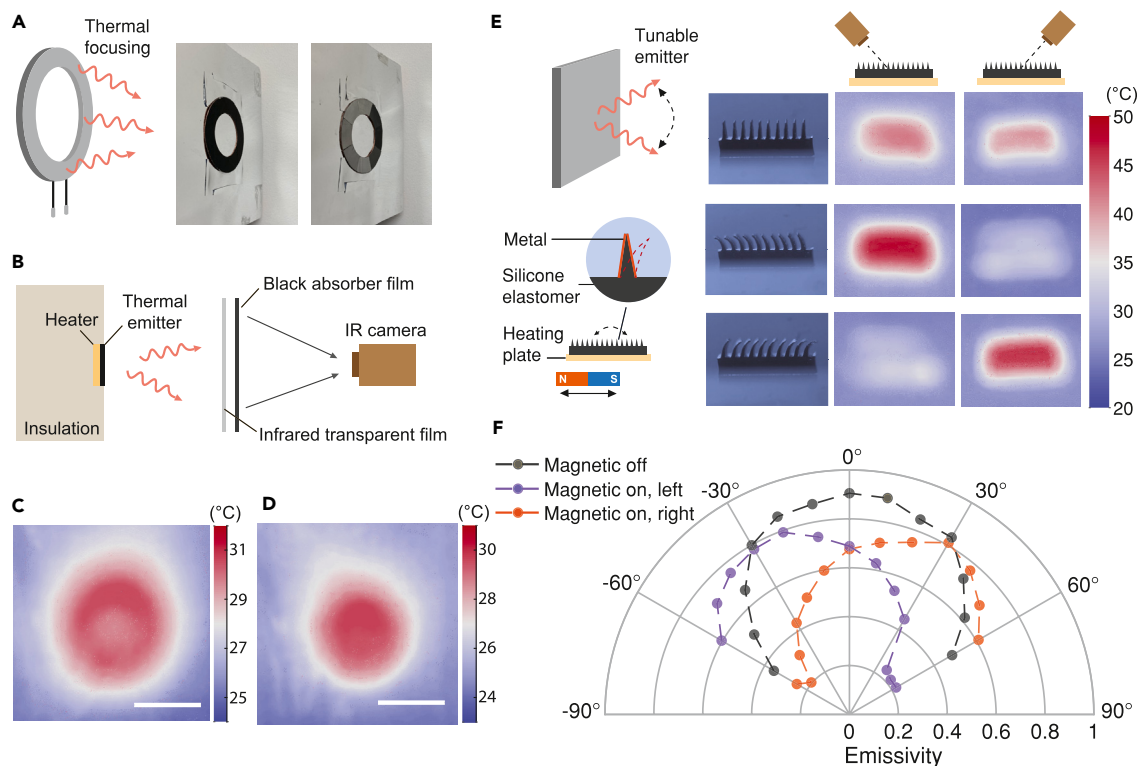 A
Thermal
focusing
B
Heater
Thermal
emitter
Black absorber film
IR camera
Insulation
Infrared transparent film
C
(°C)
31
29
27
25
D
(°C)
30
28
26
24
E
Tunable
emitter
Metal
Silicone
elastomer
Heating
plate
N S
(°C)
50
45
40
35
30
25
20
F
Magnetic off
Magnetic on, left
Magnetic on, right
-90°
-60°
-30°
0°
30°
60°
90°
0 0.2 0.4 0.6 0.8 1
Emissivity